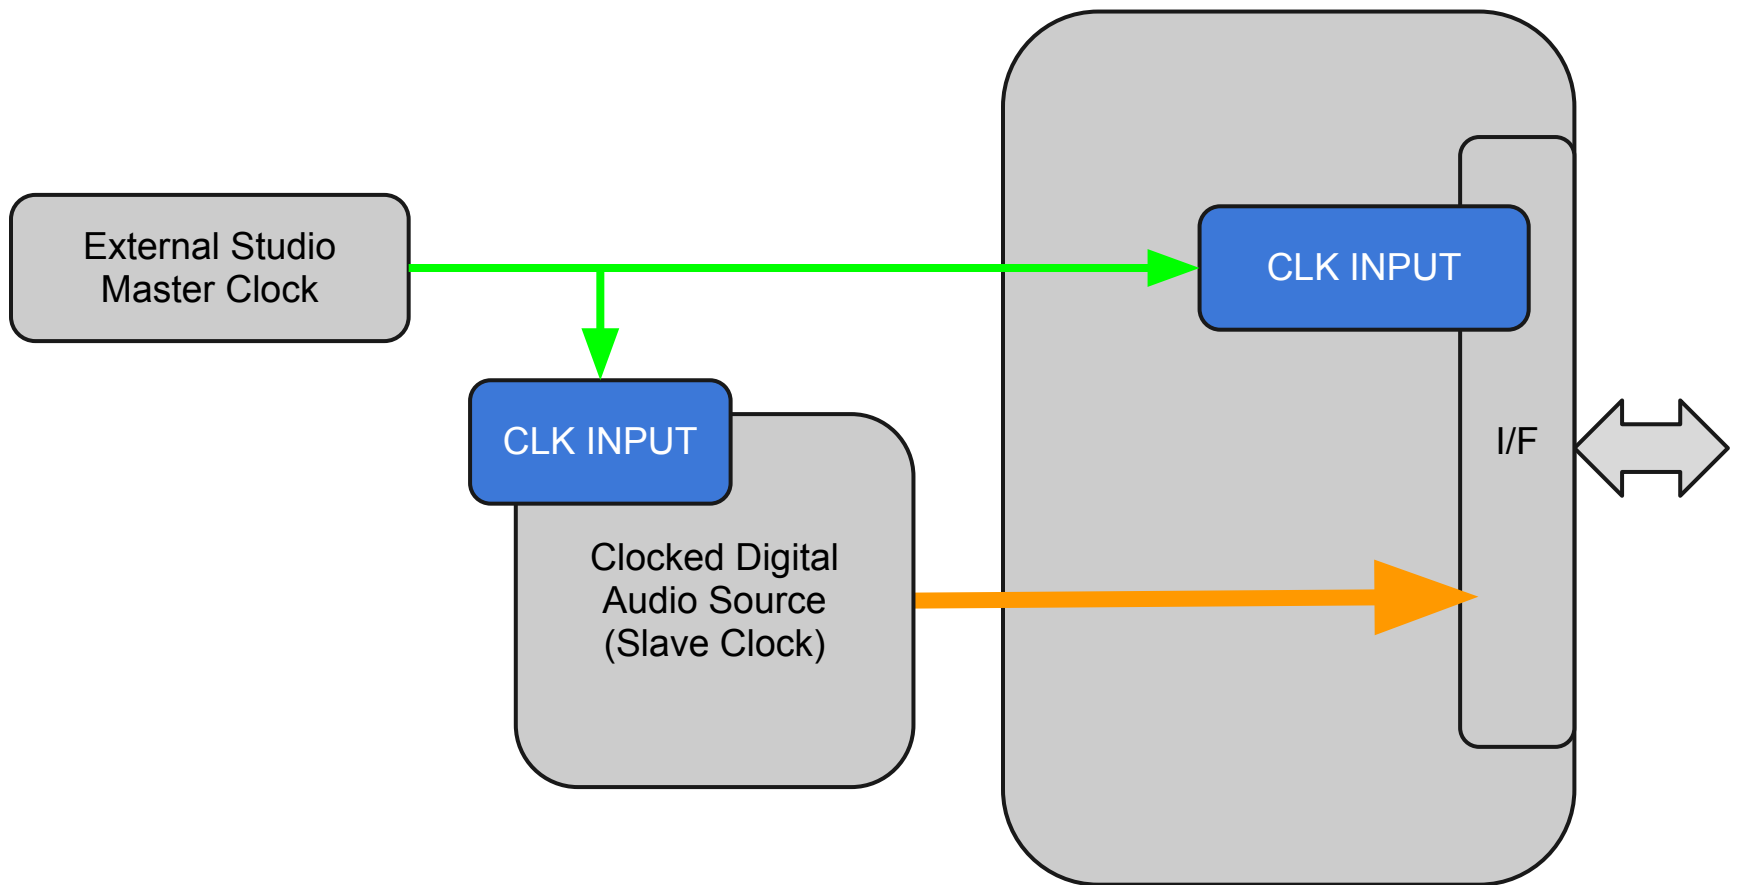 External Studio
Master Clock
CLK INPUT
CLK INPUT
I/F
Clocked Digital
Audio Source
(Slave Clock)